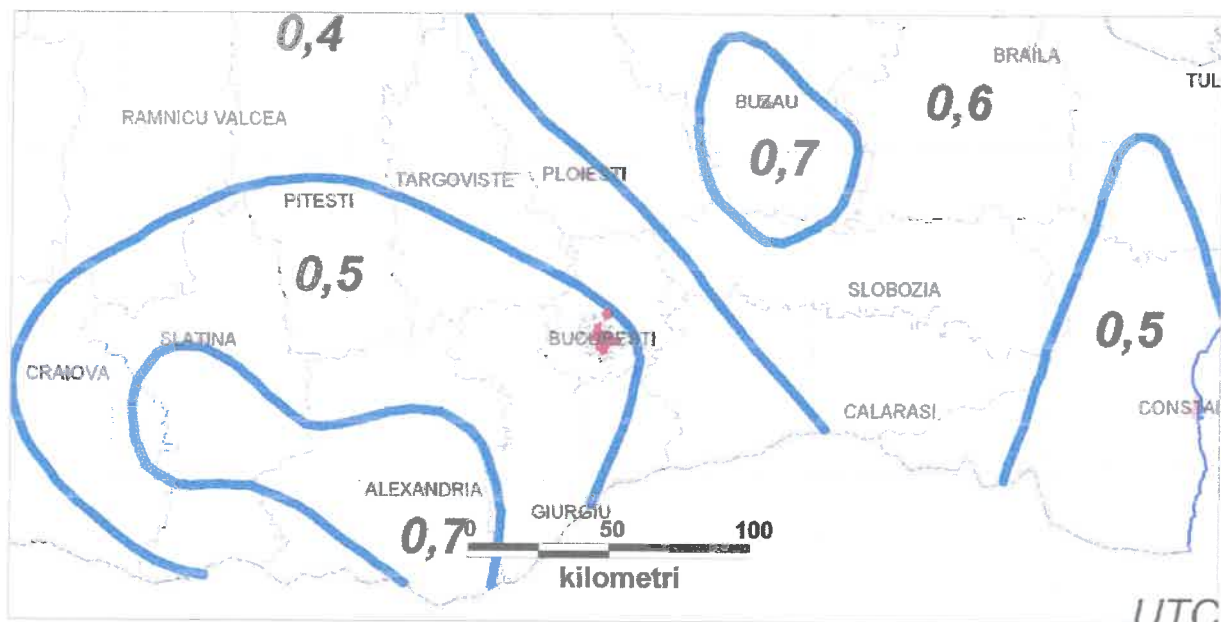 0,4
BRAILA
TUL
BUZAU
0,6
RAMNICU VALCEA
0,7
PLOIESTI
TARGOVISTE
PITESTI
0,5
SLOBOZIA
SLATINA
BUCURESTI
0,5
CRAIOVA
CALARASI
CONSTAN
ALEXANDRIA
GIURGIU
0,7
0 50 100
kilometri
UTC